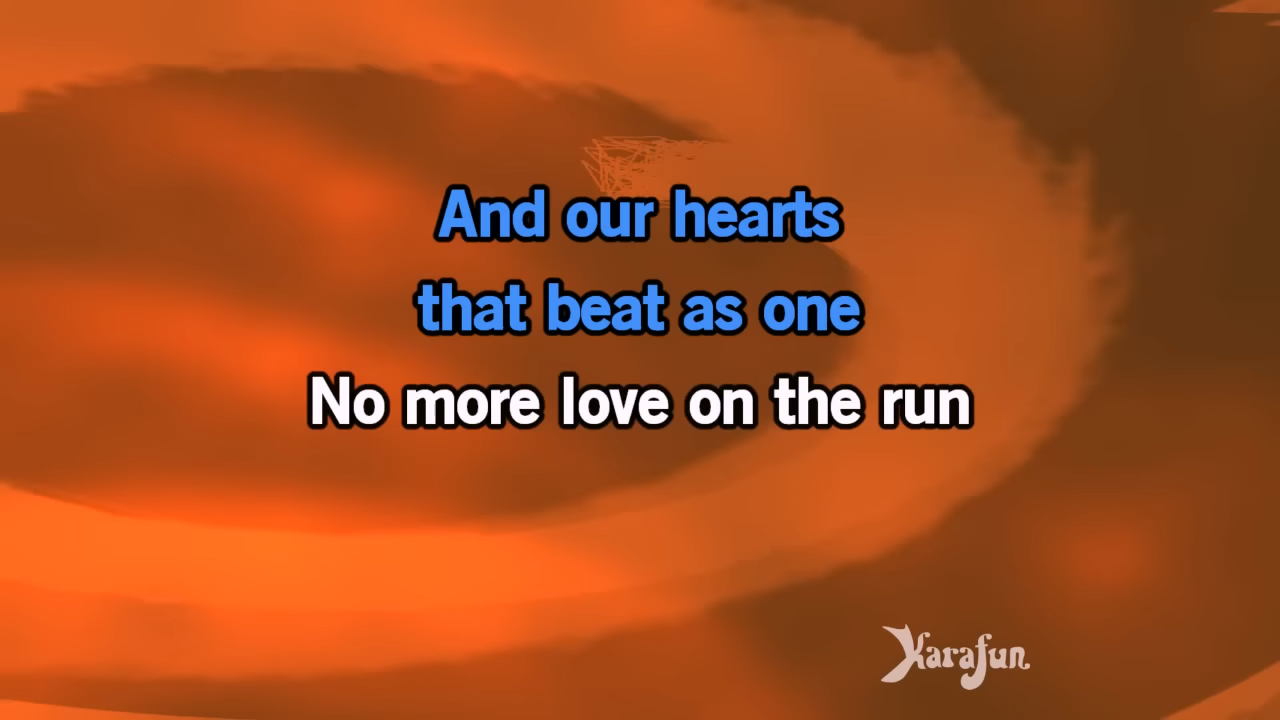 And our hearts
that beat as one
No more love on the run
Karafun